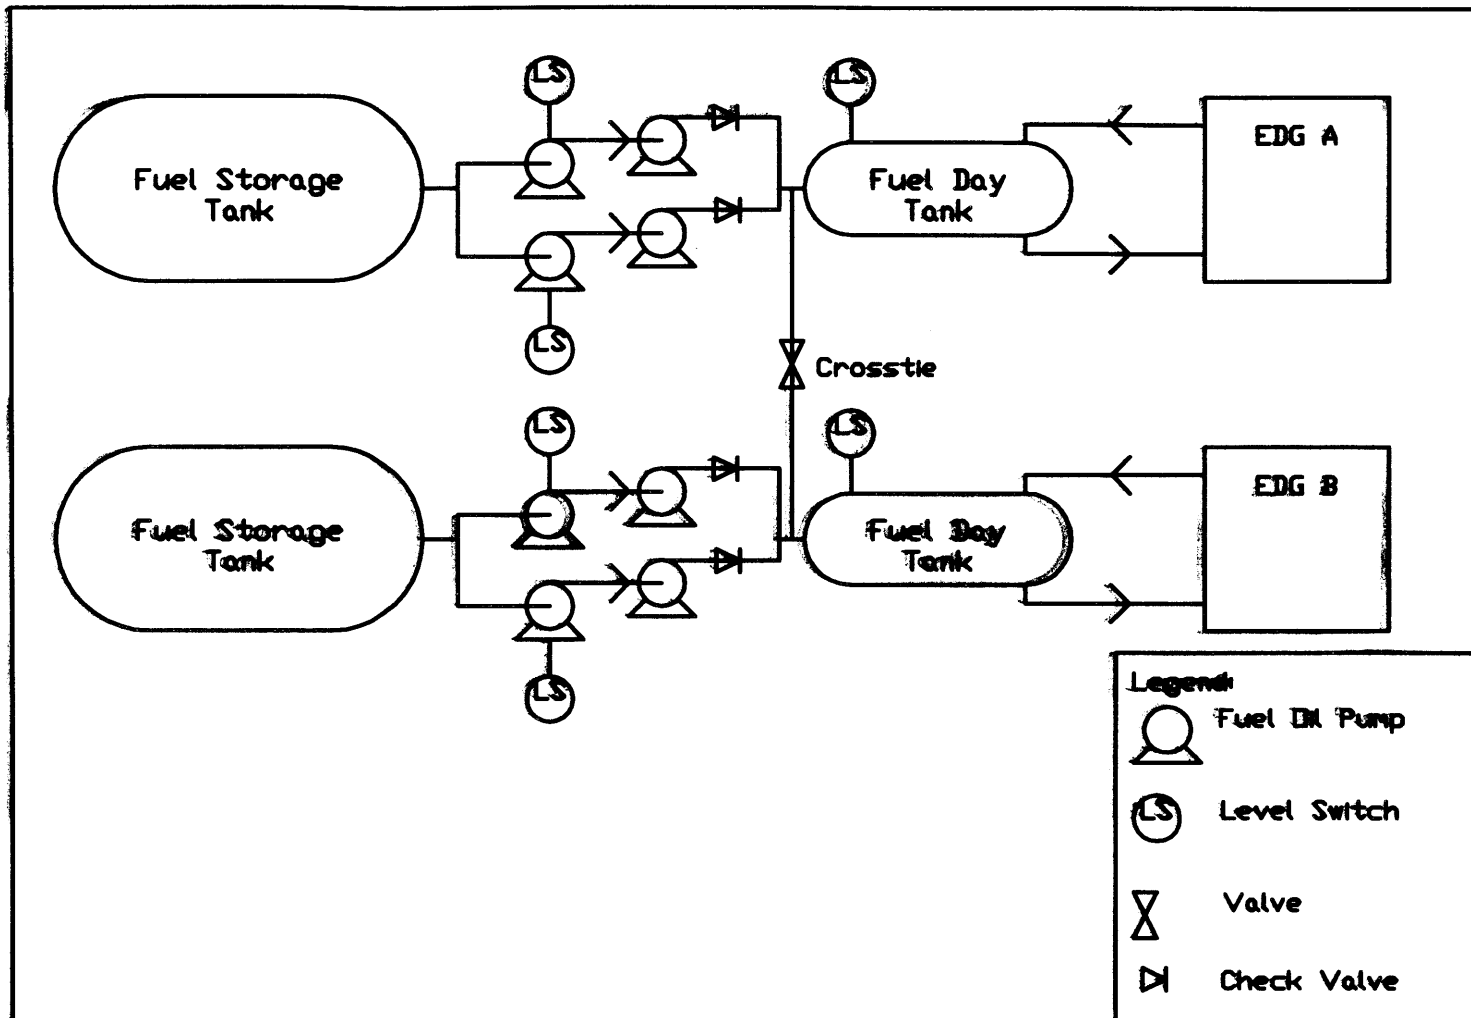 LS
LS
Fuel Storage
Tank
Fuel Day
Tank
EDG A
LS
Crosstie
LS
LS
Fuel Storage
Tank
Fuel Day
Tank
EDG B
LS
Legend
Fuel Oil Pump
LS
Level Switch
Valve
Check Valve